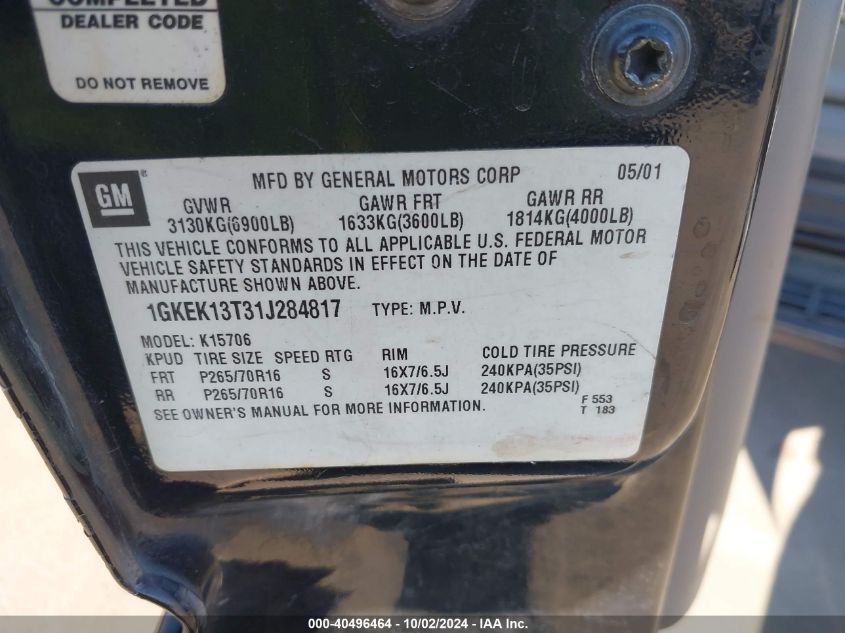 COMPLETED
DEALER CODE
DO NOT REMOVE
GM
MFD BY GENERAL MOTORS CORP 05/01
GVWR GAWR FRT GAWR RR
3130KG(6900LB) 1633KG(3600LB) 1814KG(4000LB)
THIS VEHICLE CONFORMS TO ALL APPLICABLE U.S. FEDERAL MOTOR
VEHICLE SAFETY STANDARDS IN EFFECT ON THE DATE OF
MANUFACTURE SHOWN ABOVE.
1GKEK13T31J284817 TYPE: M.P.V.
MODEL: K15706
KPUD TIRE SIZE SPEED RTG RIM COLD TIRE PRESSURE
FRT P265/70R16 S 16X7/6.5J 240KPA(35PSI)
RR P265/70R16 S 16X7/6.5J 240KPA(35PSI)
SEE OWNER'S MANUAL FOR MORE INFORMATION.
F 553
T 183
000-40496464 - 10/02/2024 - IAAI.COM